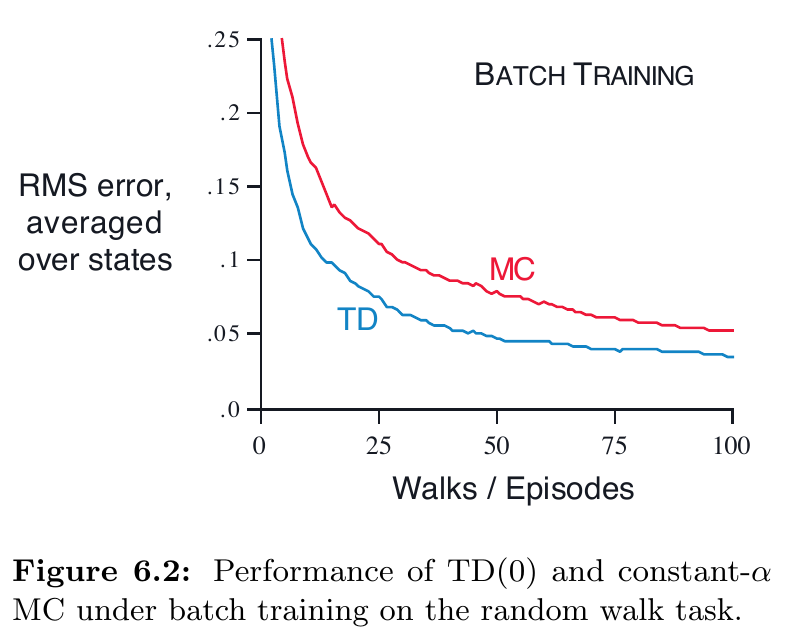 .25
BATCH TRAINING
.2
.15
RMS error,
averaged
over states
.1
MC
TD
.05
.0
0 25 50 75 100
Walks / Episodes
Figure 6.2: Performance of TD(0) and constant-α
MC under batch training on the random walk task.